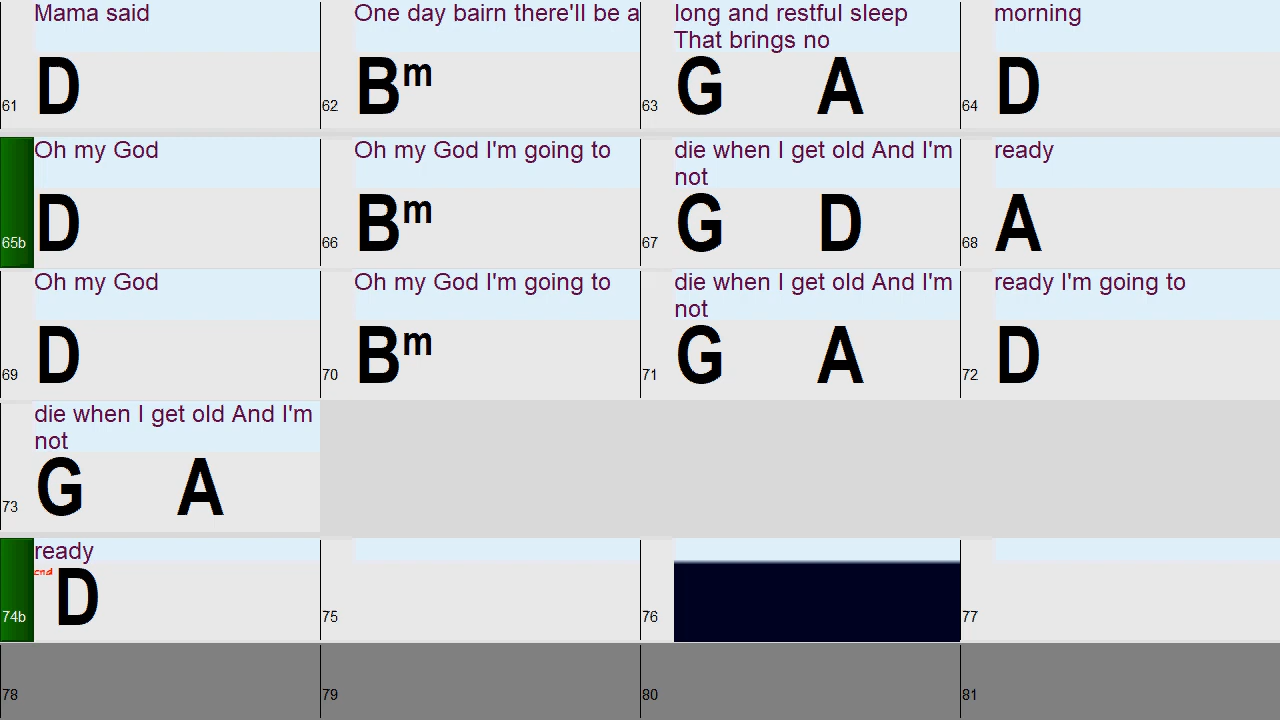 Mama said One day bairn there'll be a long and restful sleep morning
That brings no
61 D 62 Bm 63 G A 64 D
Oh my God Oh my God I'm going to die when I get old And I'm ready
not
65b D 66 Bm 67 G D 68 A
Oh my God Oh my God I'm going to die when I get old And I'm ready I'm going to
not
69 D 70 Bm 71 G A 72 D
die when I get old And I'm
not
73 G A
ready
end
74b D 75 76 77
78 79 80 81